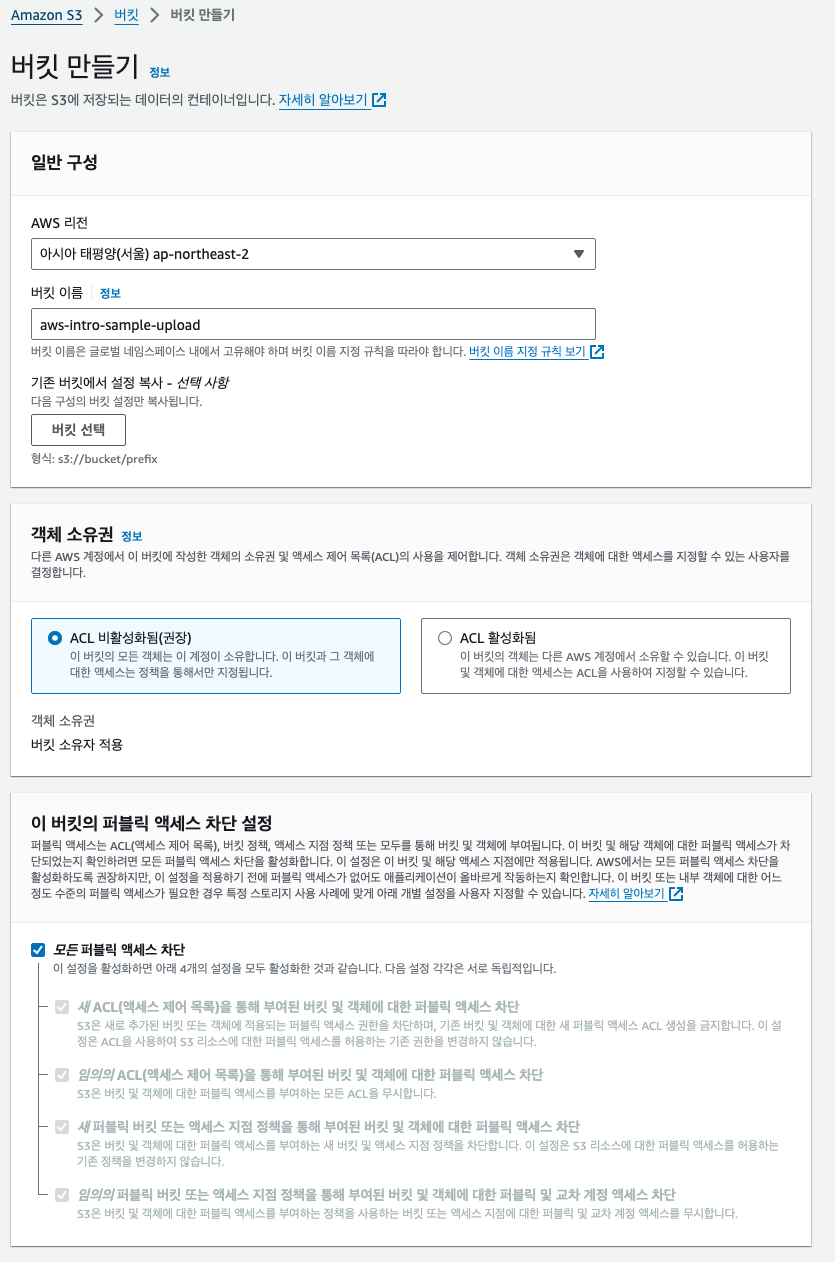 Amazon S3 > 버킷 > 버킷 만들기
버킷 만들기 정보
버킷은 S3에 저장되는 데이터의 컨테이너입니다. 자세히 알아보기
일반 구성
AWS 리전
아시아 태평양(서울) ap-northeast-2
버킷 이름 정보
aws-intro-sample-upload
버킷 이름은 글로벌 네임스페이스 내에서 고유해야 하며 버킷 이름 지정 규칙을 따라야 합니다. 버킷 이름 지정 규칙 보기
기존 버킷에서 설정 복사 - 선택 사항
다음 구성의 버킷 설정만 복사됩니다.
버킷 선택
형식: s3://bucket/prefix
객체 소유권 정보
다른 AWS 계정에서 이 버킷에 작성한 객체의 소유권 및 액세스 제어 목록(ACL)의 사용을 제어합니다. 객체 소유권은 객체에 대한 액세스를 지정할 수 있는 사용자를
결정합니다.
ACL 비활성화됨(권장)
이 버킷의 모든 객체는 이 계정이 소유합니다. 이 버킷과 그 객체에
대한 액세스는 정책을 통해서만 지정됩니다.
ACL 활성화됨
이 버킷의 객체는 다른 AWS 계정에서 소유할 수 있습니다. 이 버킷
및 객체에 대한 액세스는 ACL을 사용하여 지정할 수 있습니다.
객체 소유권
버킷 소유자 적용
이 버킷의 퍼블릭 액세스 차단 설정
퍼블릭 액세스는 ACL(액세스 제어 목록), 버킷 정책, 액세스 지점 정책 또는 모두를 통해 버킷 및 객체에 부여됩니다. 이 버킷 및 해당 객체에 대한 퍼블릭 액세스가 차
단되었는지 확인하려면 모든 퍼블릭 액세스 차단을 활성화합니다. 이 설정은 이 버킷 및 해당 액세스 지점에만 적용됩니다. AWS에서는 모든 퍼블릭 액세스 차단을
활성화하도록 권장하지만, 이 설정을 적용하기 전에 퍼블릭 액세스가 없어도 애플리케이션이 올바르게 작동하는지 확인합니다. 이 버킷 또는 내부 객체에 대한 어느
정도 수준의 퍼블릭 액세스가 필요한 경우 특정 스토리지 사용 사례에 맞게 아래 개별 설정을 사용자 지정할 수 있습니다. 자세히 알아보기
모든 퍼블릭 액세스 차단
이 설정을 활성화하면 아래 4개의 설정을 모두 활성화한 것과 같습니다. 다음 설정 각각은 서로 독립적입니다.
새 ACL(액세스 제어 목록)을 통해 부여된 버킷 및 객체에 대한 퍼블릭 액세스 차단
S3은 새로 추가된 버킷 또는 객체에 적용되는 퍼블릭 액세스 권한을 차단하며, 기존 버킷 및 객체에 대한 새 퍼블릭 액세스 ACL 생성을 금지합니다. 이 설
정은 ACL을 사용하여 S3 리소스에 대한 퍼블릭 액세스를 허용하는 기존 권한을 변경하지 않습니다.
임의의 ACL(액세스 제어 목록)을 통해 부여된 버킷 및 객체에 대한 퍼블릭 액세스 차단
S3은 버킷 및 객체에 대한 퍼블릭 액세스를 부여하는 모든 ACL을 무시합니다.
새 퍼블릭 버킷 또는 액세스 지점 정책을 통해 부여된 버킷 및 객체에 대한 퍼블릭 액세스 차단
S3은 버킷 및 객체에 대한 퍼블릭 액세스를 부여하는 새 버킷 및 액세스 지점 정책을 차단합니다. 이 설정은 S3 리소스에 대한 퍼블릭 액세스를 허용하는
기존 정책을 변경하지 않습니다.
임의의 퍼블릭 버킷 또는 액세스 지점 정책을 통해 부여된 버킷 및 객체에 대한 퍼블릭 및 교차 계정 액세스 차단
S3은 버킷 및 객체에 대한 퍼블릭 액세스를 부여하는 정책을 사용하는 버킷 또는 액세스 지점에 대한 퍼블릭 및 교차 계정 액세스를 무시합니다.